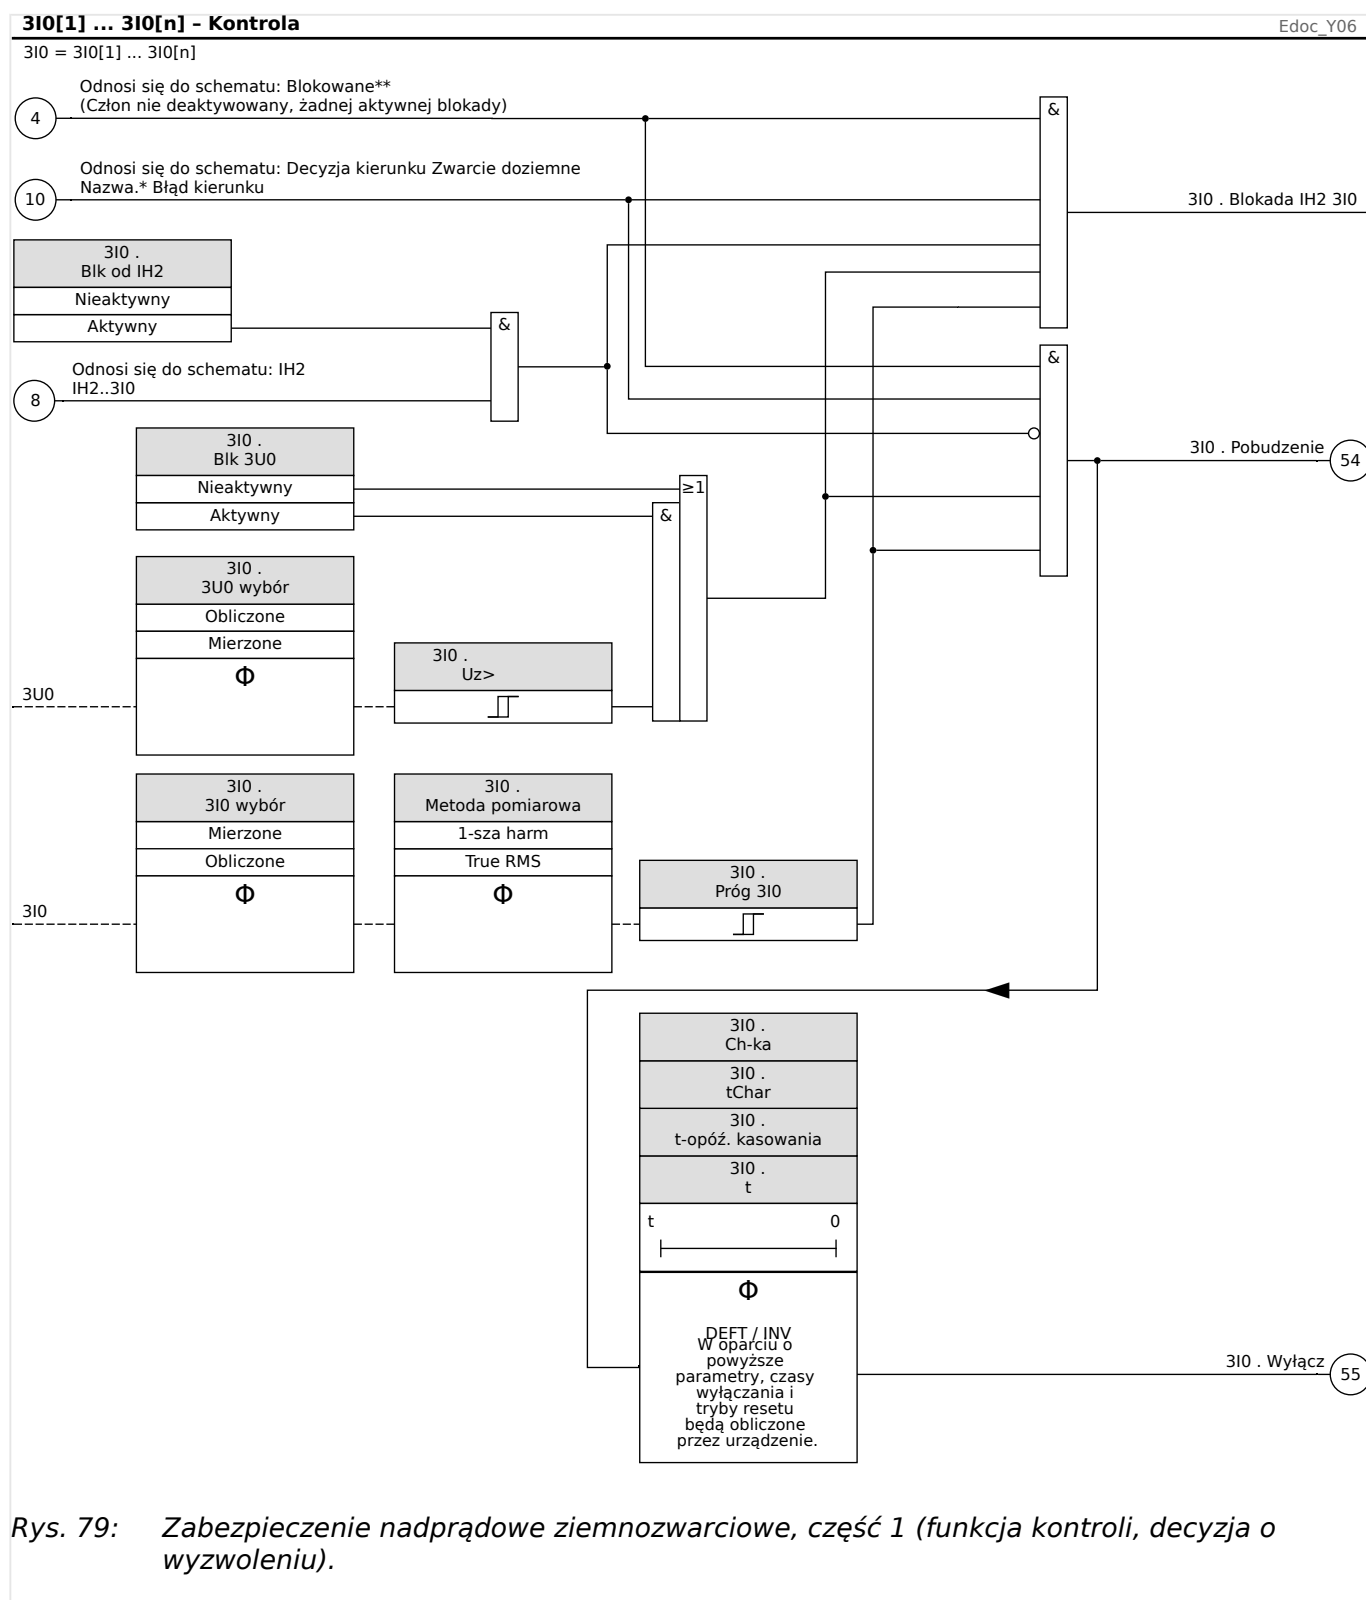 3I0[1] ... 3I0[n] – Kontrola
Edoc_Y06
3I0 = 3I0[1] ... 3I0[n]
Odnosi się do schematu: Blokowane**
(Człon nie deaktywowany, żadnej aktywnej blokady)
4
&
Odnosi się do schematu: Decyzja kierunku Zwarcie doziemne
Nazwa.* Błąd kierunku
10
3I0 . Blokada IH2 3I0
3I0 .
Blk od IH2
Nieaktywny
Aktywny
&
&
Odnosi się do schematu: IH2
IH2..3I0
8
3I0 .
Blk 3U0
Nieaktywny
Aktywny
≥1
&
3I0 . Pobudzenie
54
3I0 .
3U0 wybór
Obliczone
Mierzone
Φ
3U0
3I0 .
Uz>
3I0 .
3I0 wybór
Mierzone
Obliczone
Φ
3I0
3I0 .
Metoda pomiarowa
1-sza harm
True RMS
Φ
3I0 .
Próg 3I0
3I0 .
Ch-ka
3I0 .
tChar
3I0 .
t-opóź. kasowania
3I0 .
t
t 0
Φ
DEFT / INV
W oparciu o
powyższe
parametry, czasy
wyłączania i
tryby resetu
będą obliczone
przez urządzenie.
3I0 . Wyłącz
55
Rys. 79: Zabezpieczenie nadprądowe ziemnozwarciowe, część 1 (funkcja kontroli, decyzja o
wyzwoleniu).